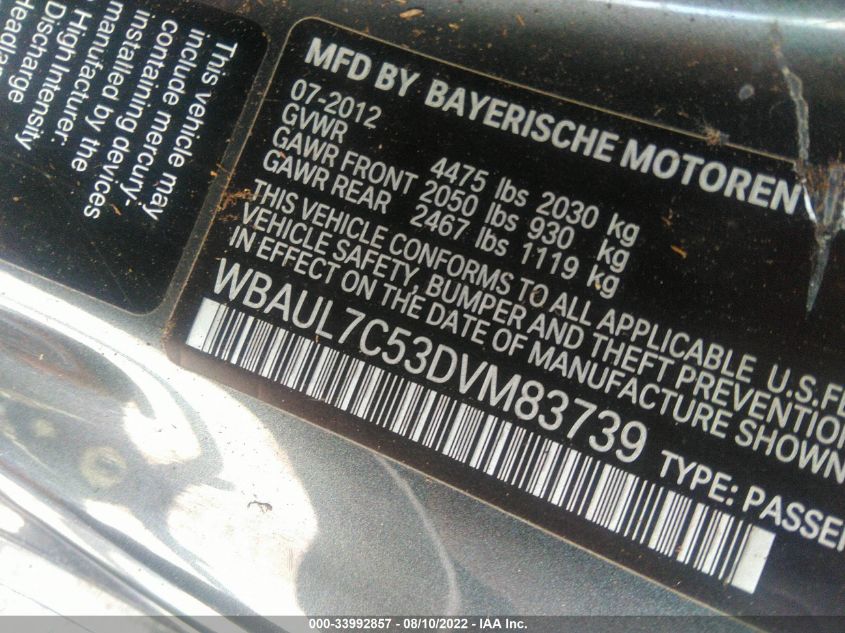 This vehicle may
include mercury-
containing devices
installed by the
manufacturer:
High Intensity
Discharge
MFD BY BAYERISCHE MOTOREN
07-2012
GVWR 4475 lbs 2030 kg
GAWR FRONT 2050 lbs 930 kg
GAWR REAR 2467 lbs 1119 kg
THIS VEHICLE CONFORMS TO ALL APPLICABLE U.S.FE
VEHICLE SAFETY, BUMPER AND THEFT PREVENTION
IN EFFECT ON THE DATE OF MANUFACTURE SHOWN
WBAUL7C53DVM83739 TYPE: PASSE
000-33992857 - 08/10/2022 - IAA Inc.